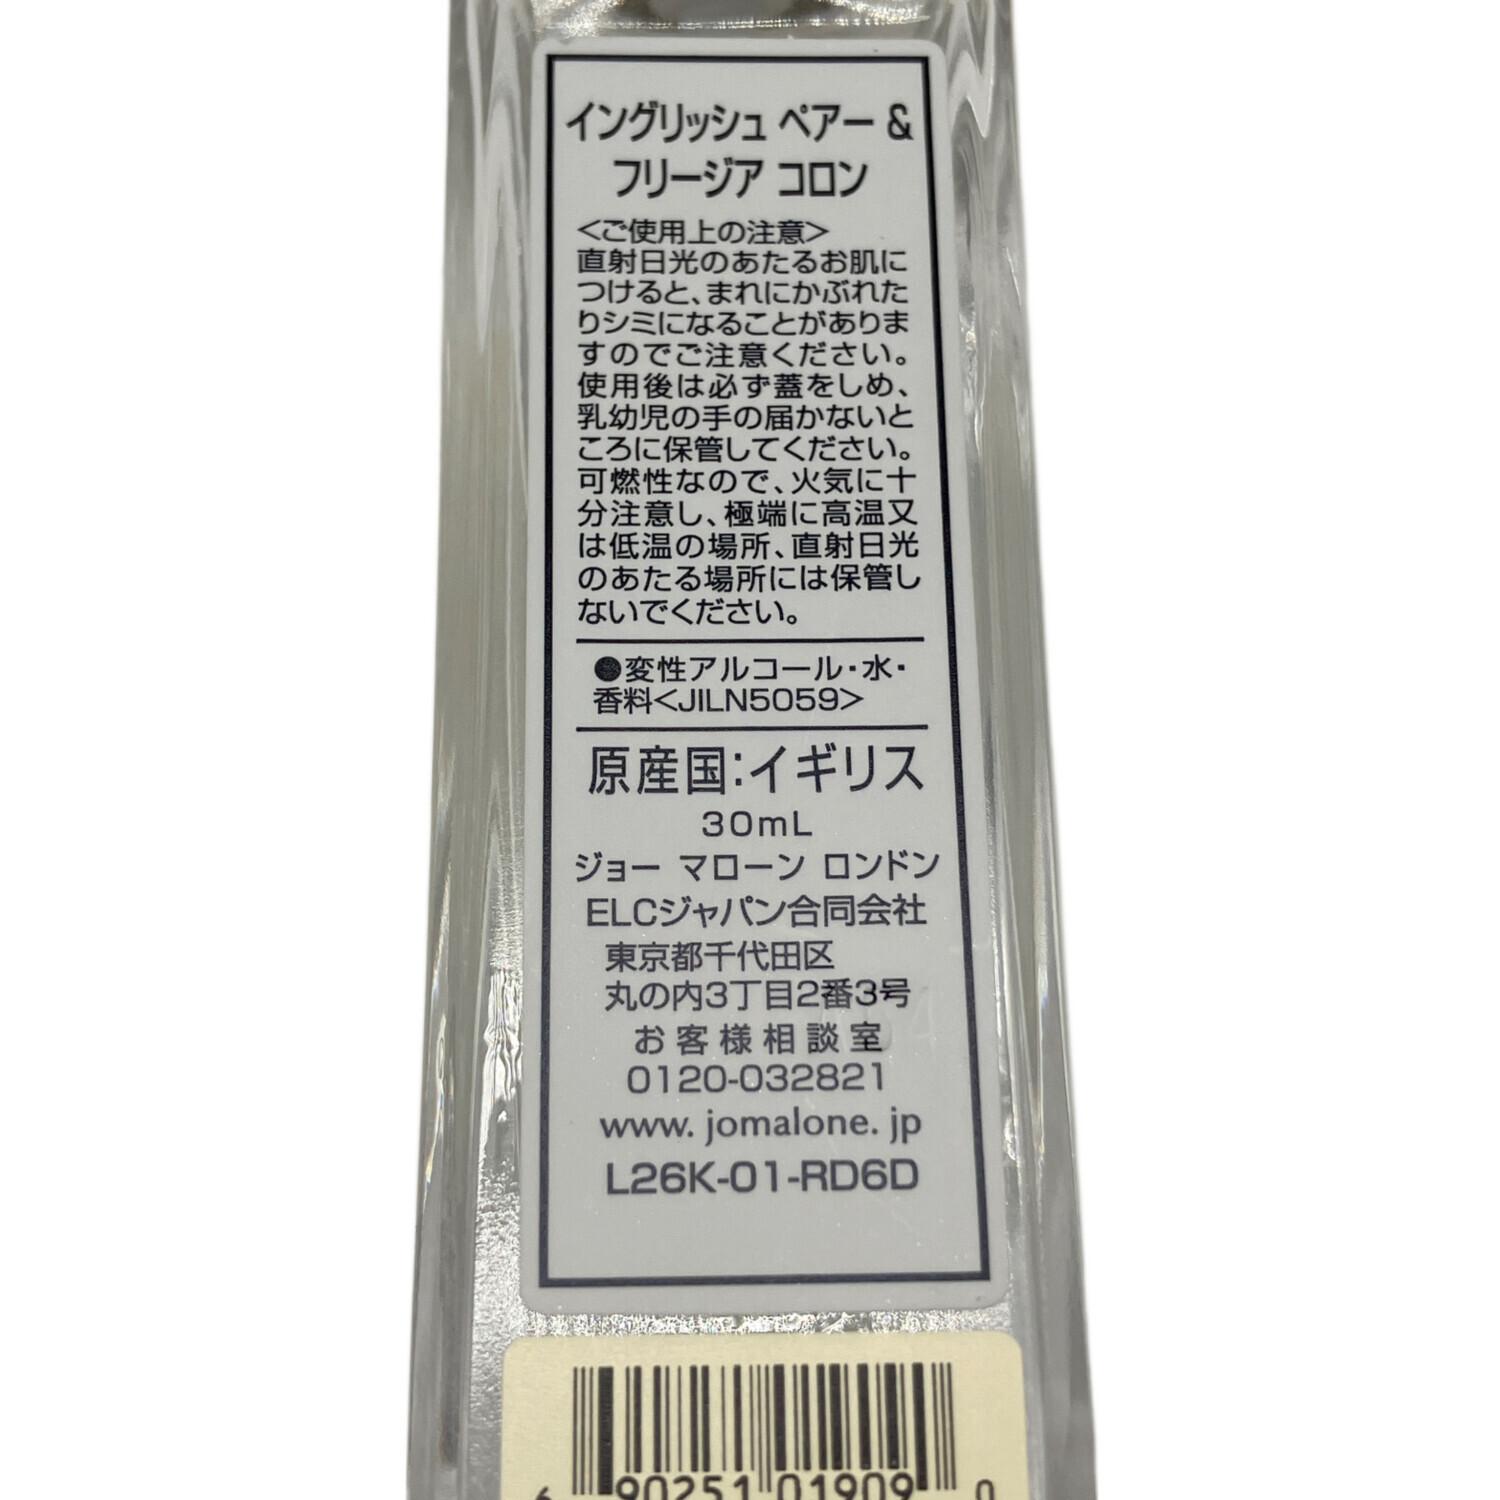 イングリッシュ ペアー &
フリージア コロン
<ご使用上の注意>
直射日光のあたるお肌に
つけると、まれにかぶれた
りシミになることがありま
すのでご注意ください。
使用後は必ず蓋をしめ、
乳幼児の手の届かないと
ころに保管してください。
可燃性なので、火気に十
分注意し、極端に高温又
は低温の場所、直射日光
のあたる場所には保管し
ないでください。
●変性アルコール・水・
香料<JILN5059>
原産国:イギリス
30mL
ジョー マローン ロンドン
ELCジャパン合同会社
東京都千代田区
丸の内3丁目2番3号
お客様相談室
0120-032821
www.jomalone.jp
L26K-01-RD6D
6 90251 01909 0